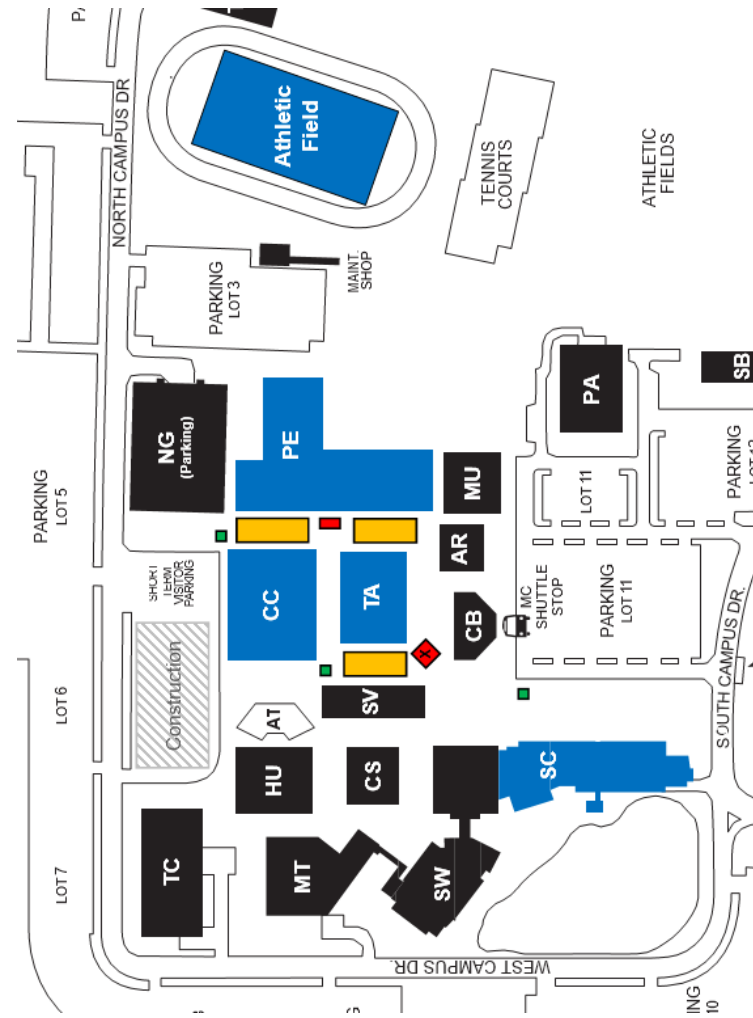 PA
NORTH CAMPUS DR
Athletic
Field
TENNIS
COURTS
ATHLETIC
FIELDS
PARKING
LOT 3
MAINT.
SHOP
PARKING
LOT 5
NG
(Parking)
PE
MU
PA
SB
LOT 11
PARKING
SHORT
TERM
VISITOR
PARKING
CC
TA
AR
CB
MC
SHUTTLE
STOP
PARKING
LOT 11
SOUTH CAMPUS DR.
X
Construction
LOT 6
AT
SV
HU
CS
SC
LOT 7
TC
MT
SW
WEST CAMPUS DR.
NG
10